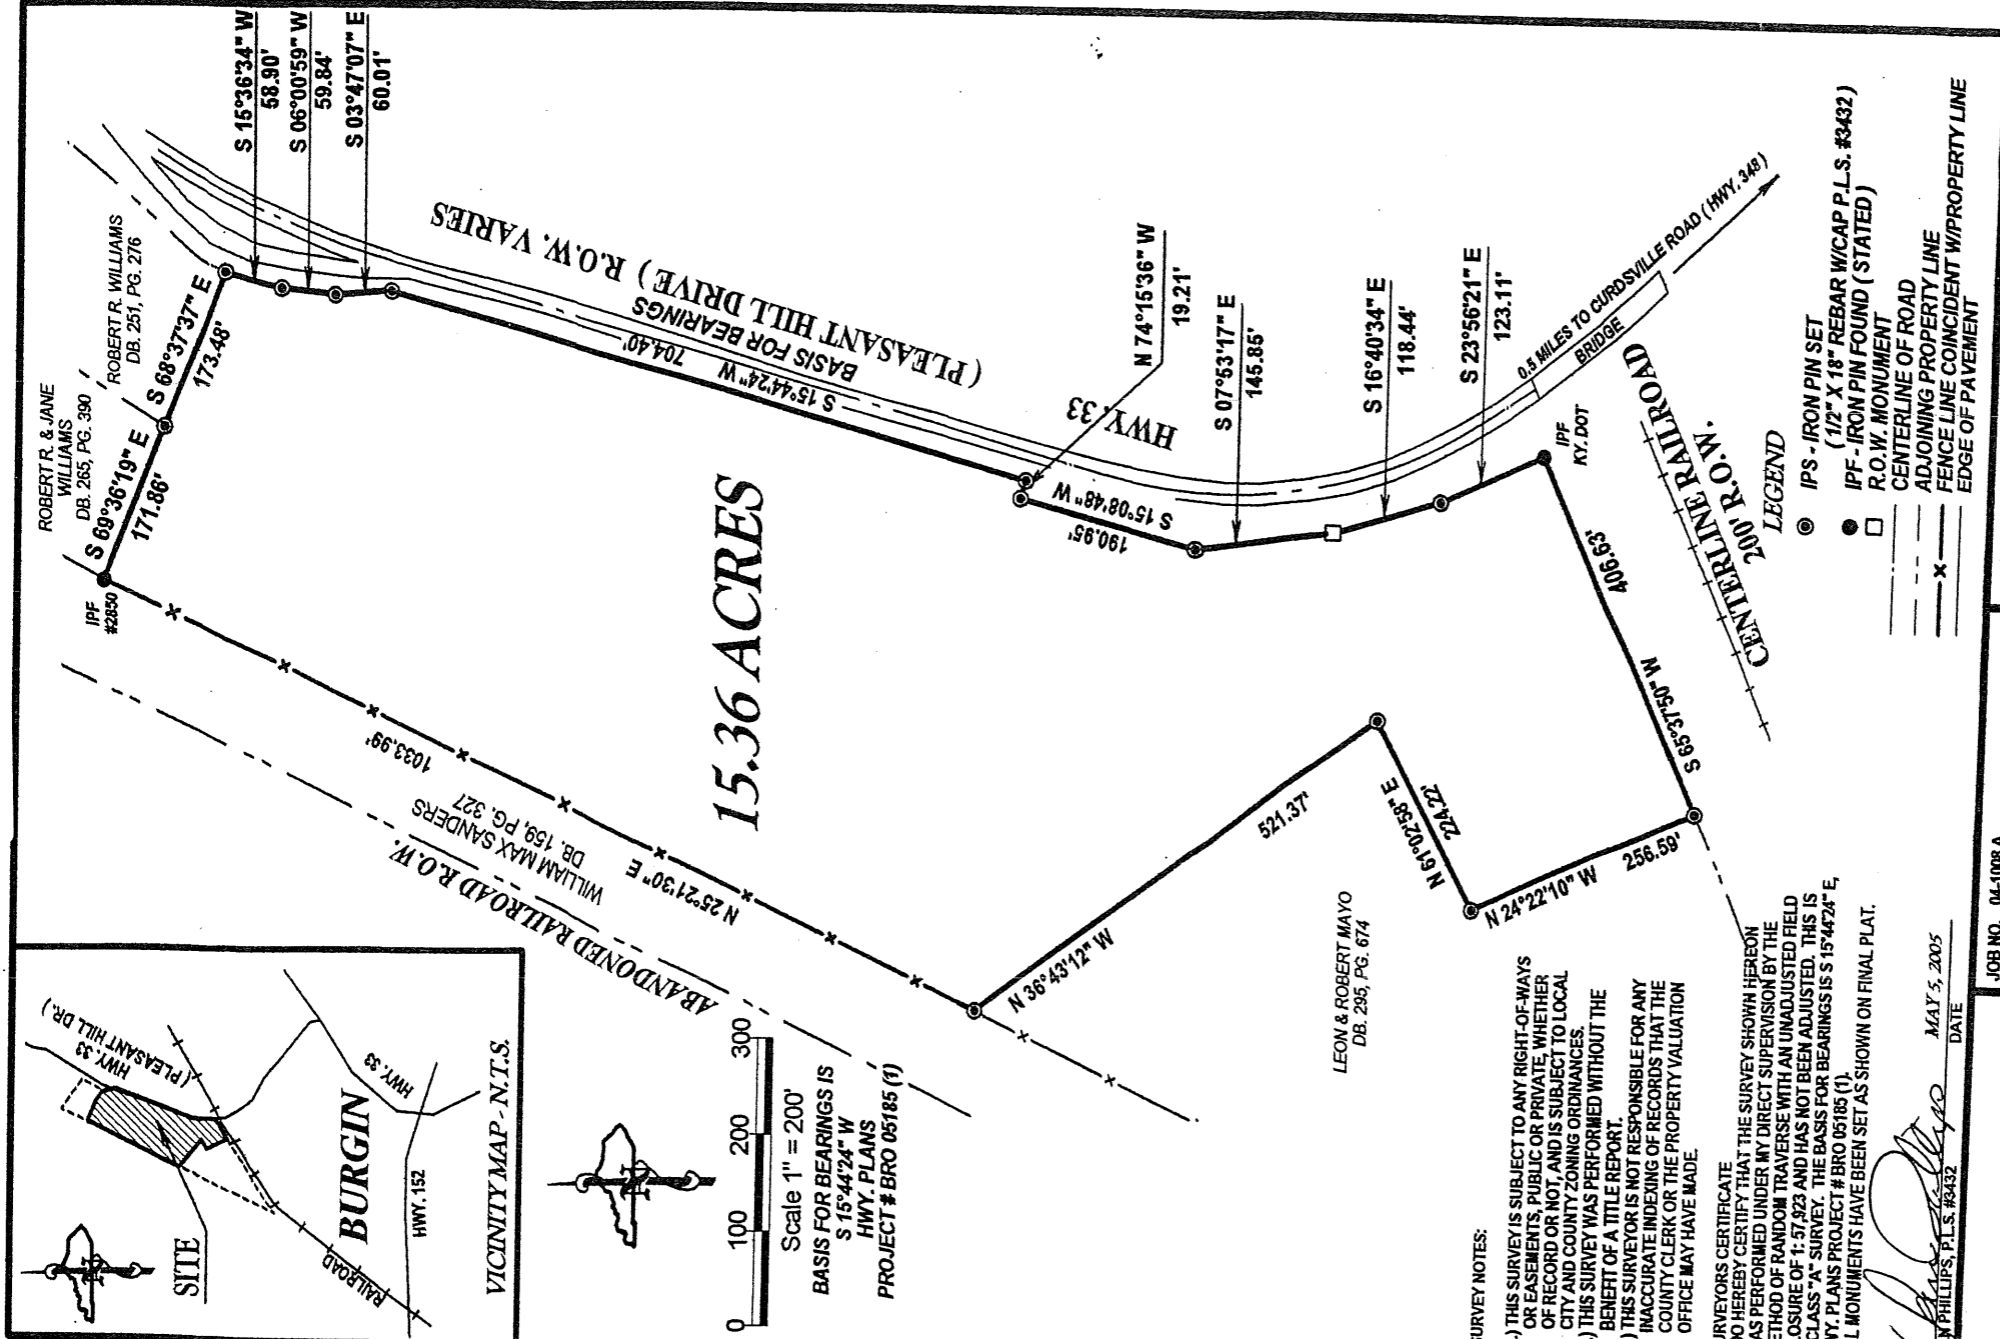 S 15°36'34" W
58.90'
S 06°00'59" W
59.84'
S 03°47'07" E
60.01'
ROBERT R. & JANE
WILLIAMS
DB. 265, PG. 390
ROBERT R. WILLIAMS
DB. 251, PG. 276
S 69°36'19" E
171.86'
S 68°37'37" E
173.48'
IPF
#2850
(PLEASANT HILL DRIVE) R.O.W. VARIES
BASIS FOR BEARINGS
S 15°44'24" W
704.40'
HWY. 33
N 74°15'36" W
19.21'
S 15°08'48" W
190.95'
S 07°53'17" E
145.85'
S 16°40'34" E
118.44'
S 23°56'21" E
123.11'
0.5 MILES TO CURDSVILLE ROAD (HWY. 348)
BRIDGE
IPF
KY. DOT
15.36 ACRES
1033.99'
N 25°21'30" E
WILLIAM MAX SANDERS
DB. 159, PG. 327
ABANDONED RAILROAD R.O.W.
N 36°43'12" W
521.37'
N 61°02'58" E
224.22'
N 24°22'10" W
256.59'
S 65°37'50" W
406.63'
CENTERLINE RAILROAD
200' R.O.W.
LEON & ROBERT MAYO
DB. 295, PG. 674
LEGEND
IPS - IRON PIN SET
(1/2" X 18" REBAR W/CAP P.L.S. #3432)
IPF - IRON PIN FOUND (STATED)
R.O.W. MONUMENT
CENTERLINE OF ROAD
ADJOINING PROPERTY LINE
FENCE LINE COINCIDENT W/PROPERTY LINE
EDGE OF PAVEMENT
HWY. 33
(PLEASANT HILL DR.)
SITE
BURGIN
HWY. 33
HWY. 152
RAILROAD
VICINITY MAP - N.T.S.
0 100 200 300
Scale 1" = 200'
BASIS FOR BEARINGS IS
S 15°44'24" W
HWY. PLANS
PROJECT # BRO 05185 (1)
SURVEY NOTES:
.) THIS SURVEY IS SUBJECT TO ANY RIGHT-OF-WAYS
OR EASEMENTS, PUBLIC OR PRIVATE, WHETHER
OF RECORD OR NOT, AND IS SUBJECT TO LOCAL
CITY AND COUNTY ZONING ORDINANCES.
.) THIS SURVEY WAS PERFORMED WITHOUT THE
BENEFIT OF A TITLE REPORT.
) THIS SURVEYOR IS NOT RESPONSIBLE FOR ANY
INACCURATE INDEXING OF RECORDS THAT THE
COUNTY CLERK OR THE PROPERTY VALUATION
OFFICE MAY HAVE MADE.
RVEYORS CERTIFICATE
O HEREBY CERTIFY THAT THE SURVEY SHOWN HEREON
AS PERFORMED UNDER MY DIRECT SUPERVISION BY THE
ETHOD OF RANDOM TRAVERSE WITH AN UNADJUSTED FIELD
OSURE OF 1: 57,923 AND HAS NOT BEEN ADJUSTED. THIS IS
CLASS "A" SURVEY. THE BASIS FOR BEARINGS IS S 15°44'24" E,
WY. PLANS PROJECT # BRO 05185 (1).
L MONUMENTS HAVE BEEN SET AS SHOWN ON FINAL PLAT.
MAY 5, 2005
N PHILLIPS, P.L.S. #3432
DATE
JOB NO. 04-1008 A